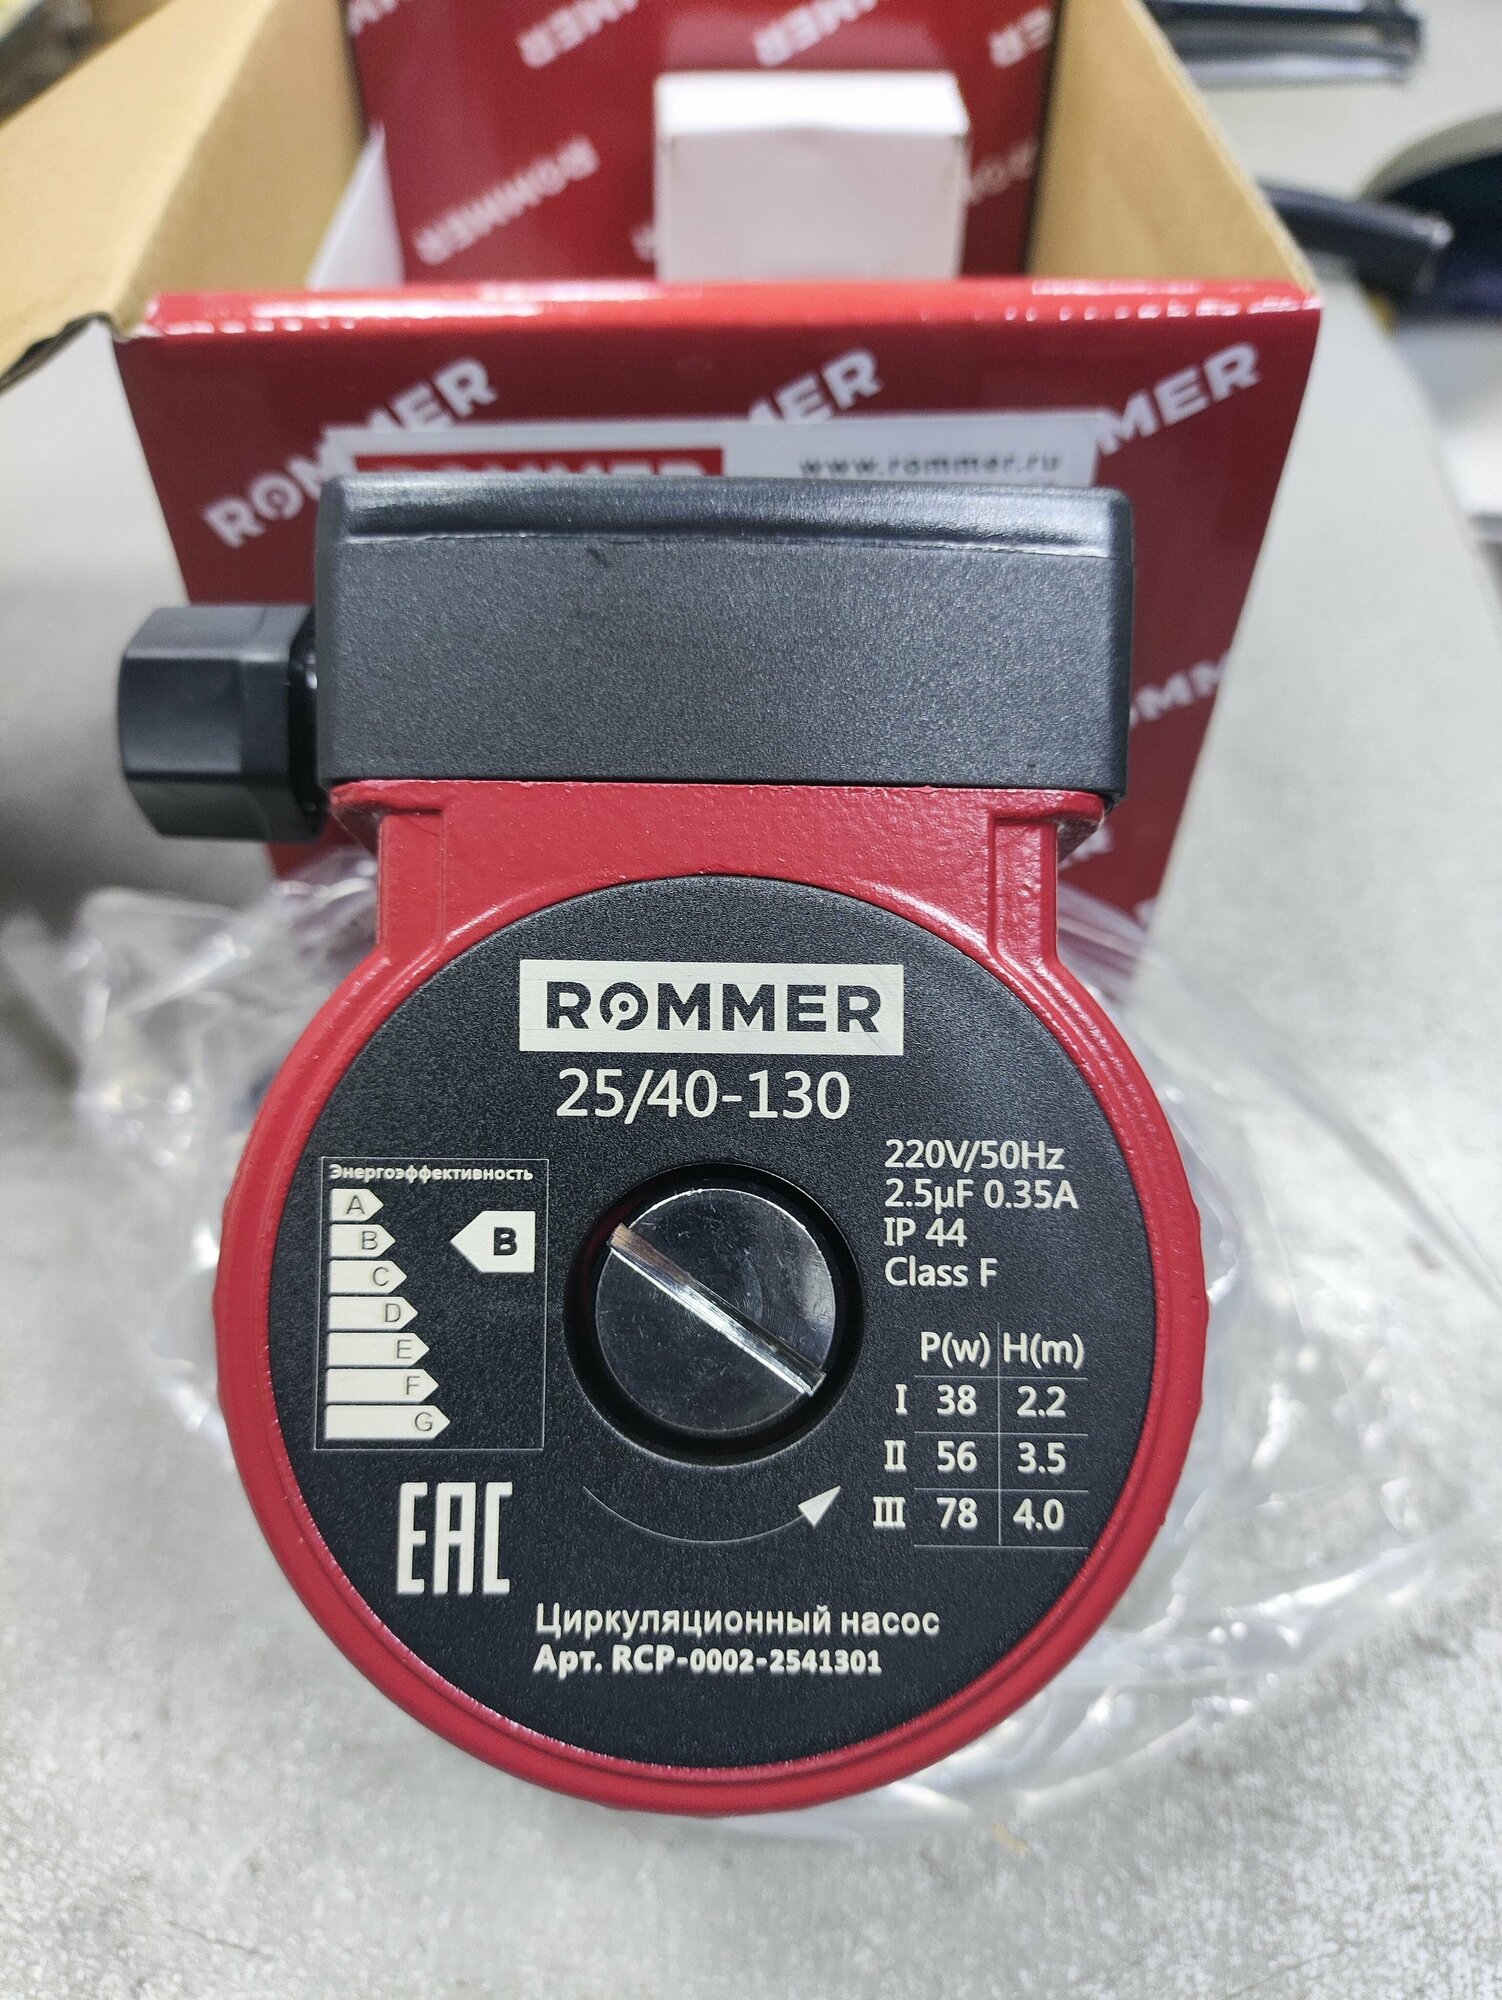 ROMMER
ROMMER
www.rommer.ru
ROMMER
25/40-130
220V/50Hz
2.5µF 0.35A
IP 44
Class F
Энергоэффективность
A
B
B
C
D
E
F
G
P(w) H(m)
I 38 2.2
II 56 3.5
III 78 4.0
EAC
Циркуляционный насос
Арт. RCP-0002-2541301